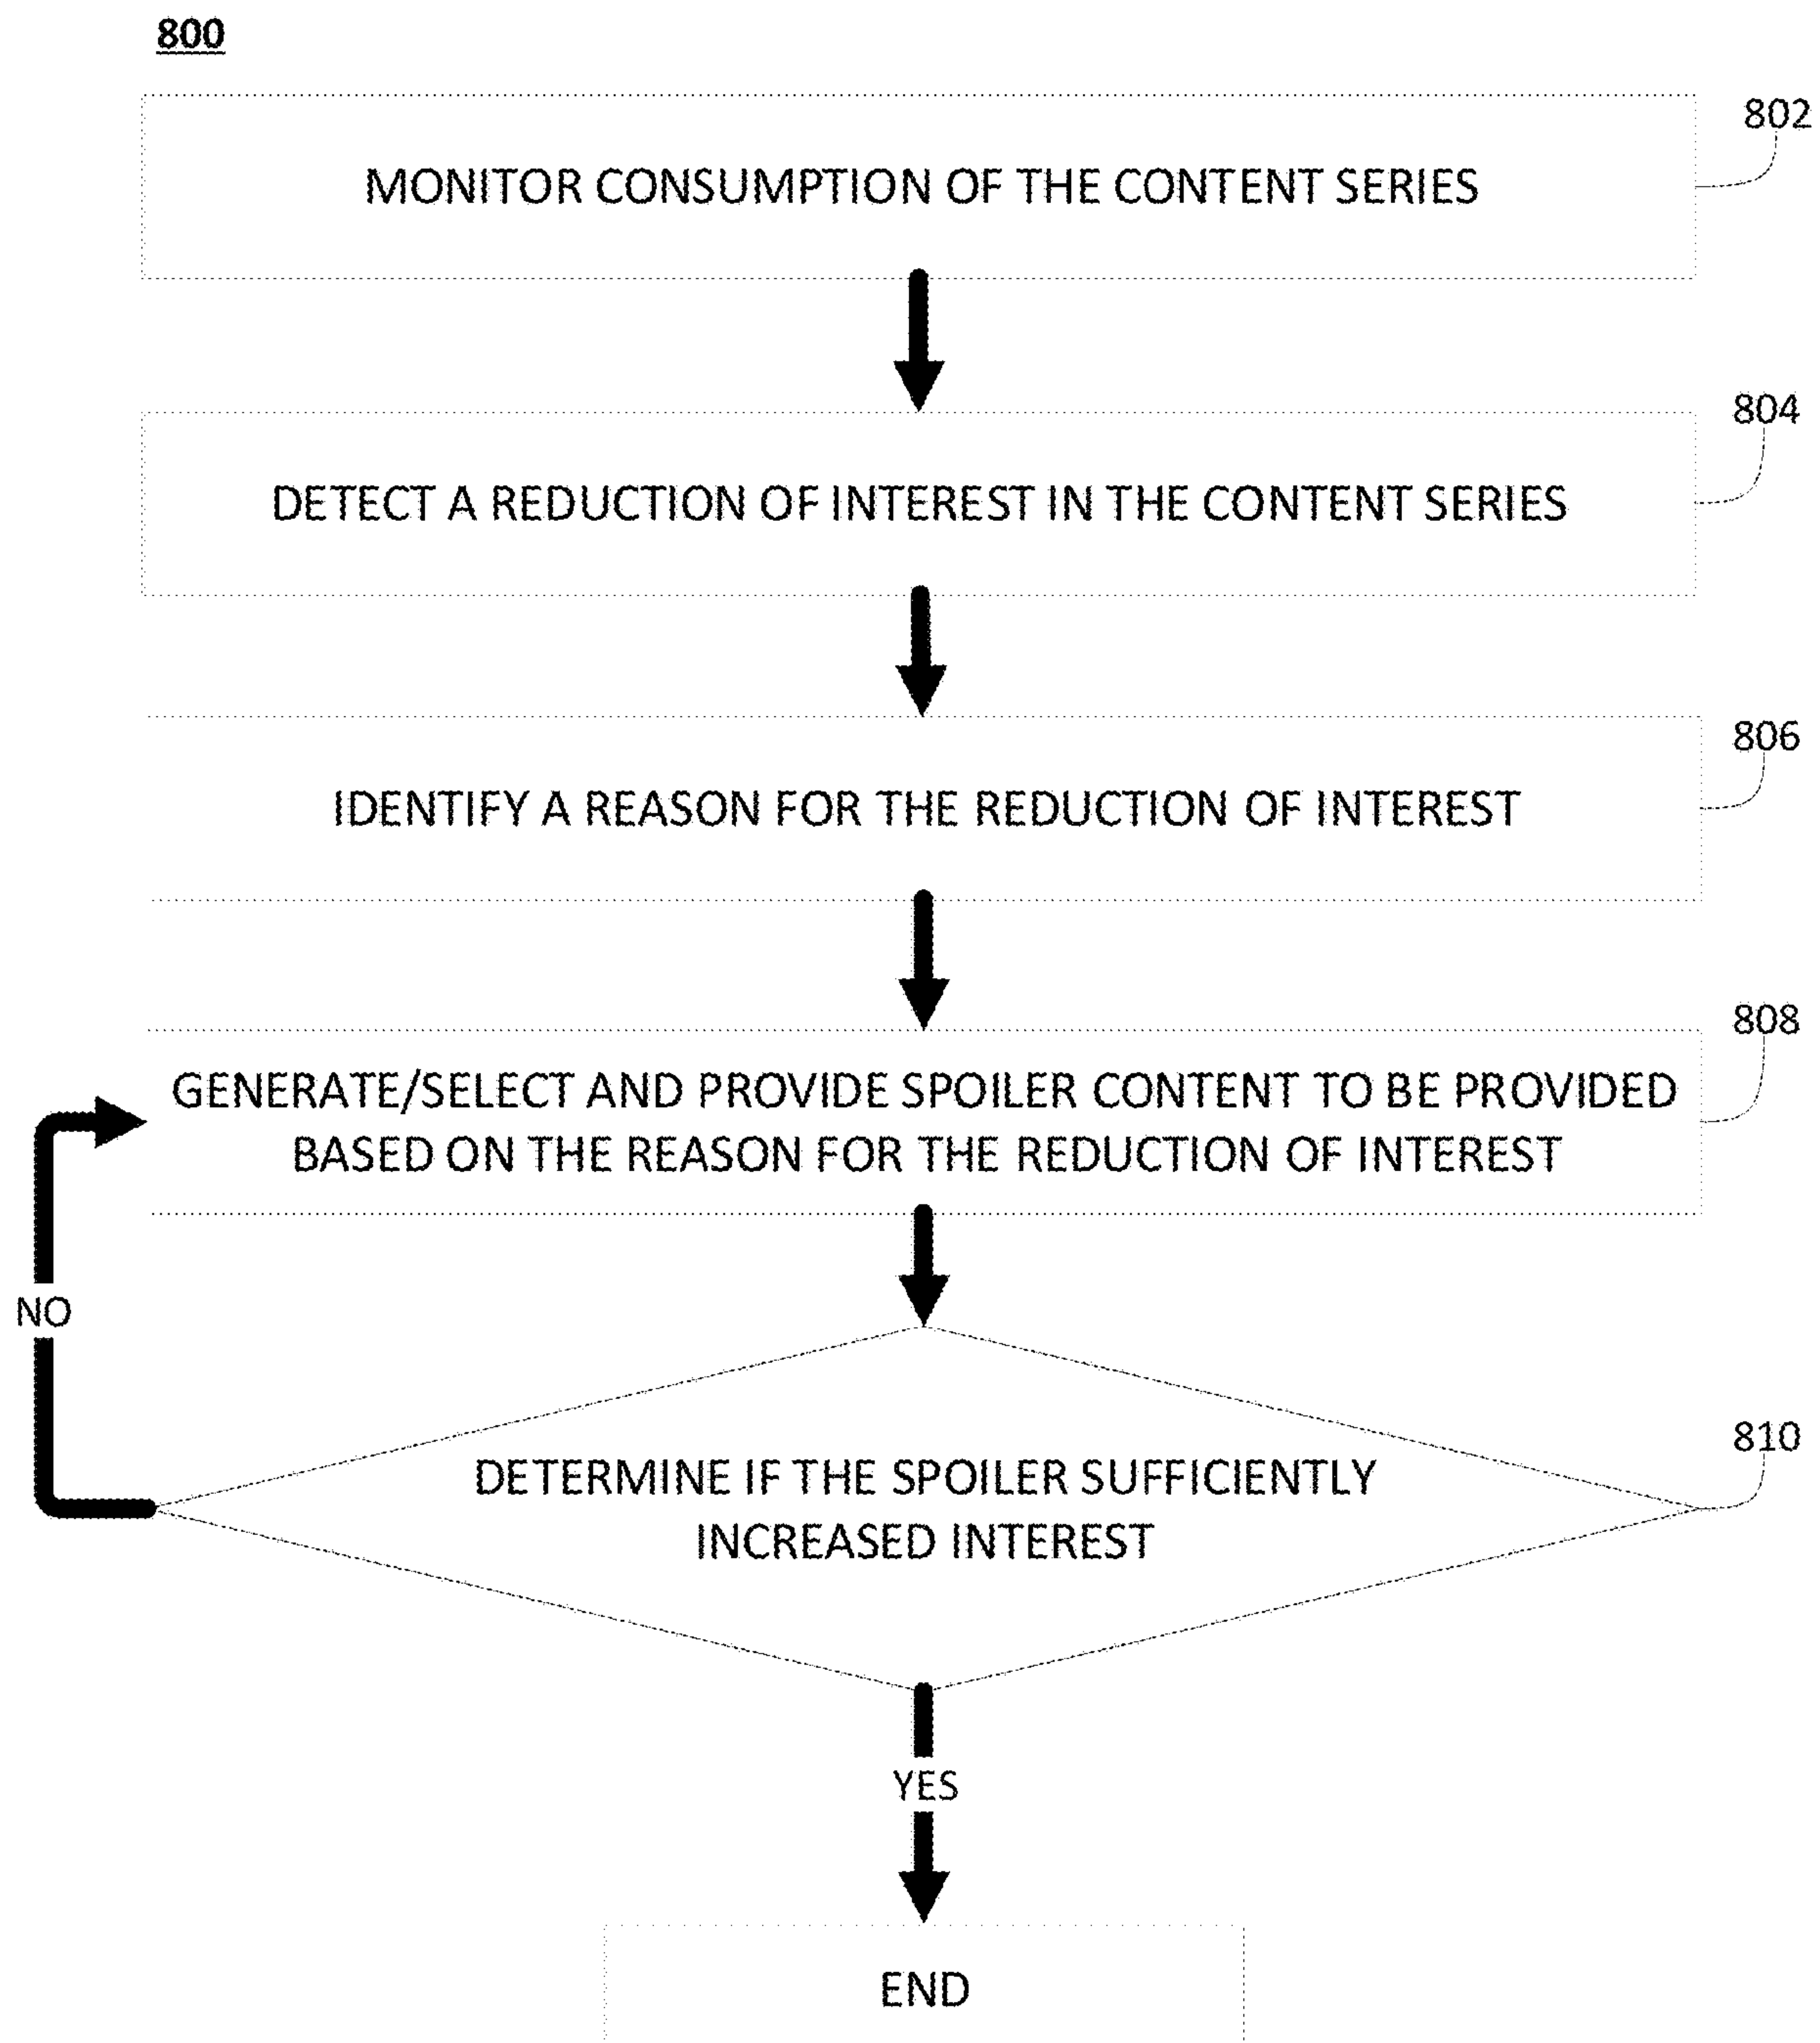 800
802
MONITOR CONSUMPTION OF THE CONTENT SERIES
804
DETECT A REDUCTION OF INTEREST IN THE CONTENT SERIES
806
IDENTIFY A REASON FOR THE REDUCTION OF INTEREST
808
GENERATE/SELECT AND PROVIDE SPOILER CONTENT TO BE PROVIDED
BASED ON THE REASON FOR THE REDUCTION OF INTEREST
NO
810
DETERMINE IF THE SPOILER SUFFICIENTLY
INCREASED INTEREST
YES
END